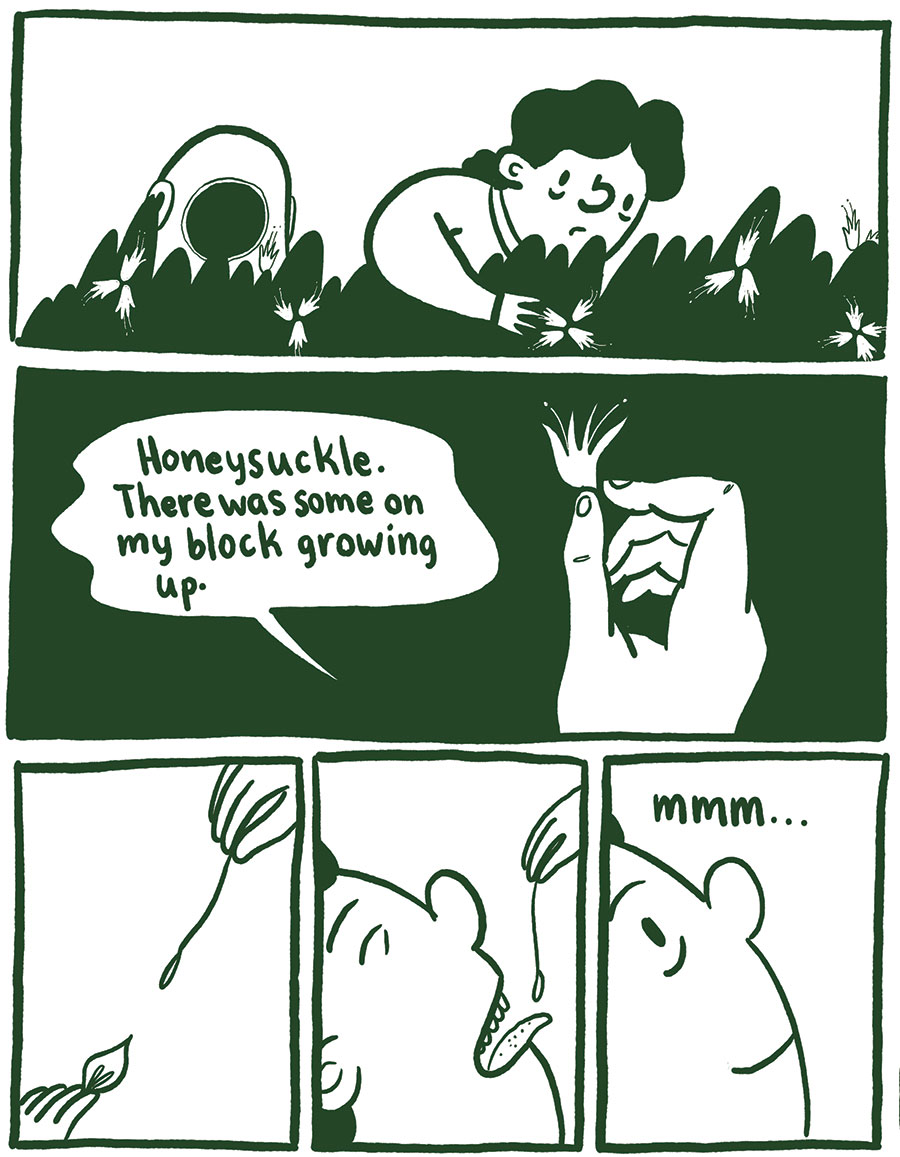 Honeysuckle.
There was some on
my block growing
up.
mmm...